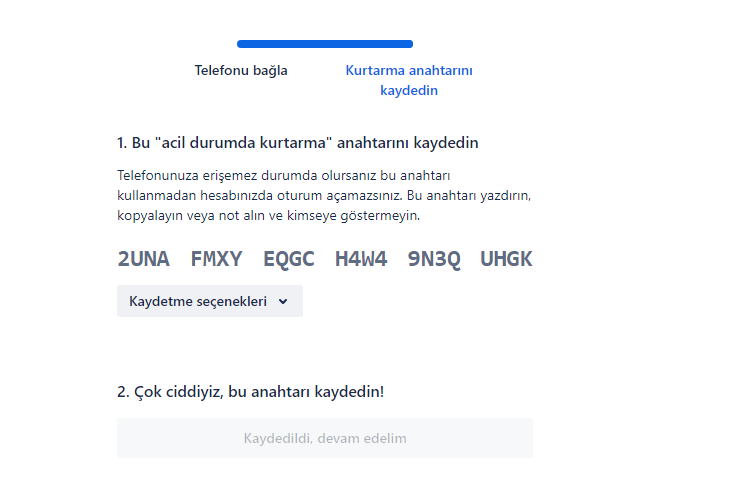 Telefonu bağla
Kurtarma anahtarını
kaydedin
1. Bu "acil durumda kurtarma" anahtarını kaydedin
Telefonunuza erişemez durumda olursanız bu anahtarı
kullanmadan hesabınızda oturum açamazsınız. Bu anahtarı yazdırın,
kopyalayın veya not alın ve kimseye göstermeyin.
2UNA FMXY EQGC H4W4 9N3Q UHGK
Kaydetme seçenekleri
2. Çok ciddiyiz, bu anahtarı kaydedin!
Kaydedildi, devam edelim